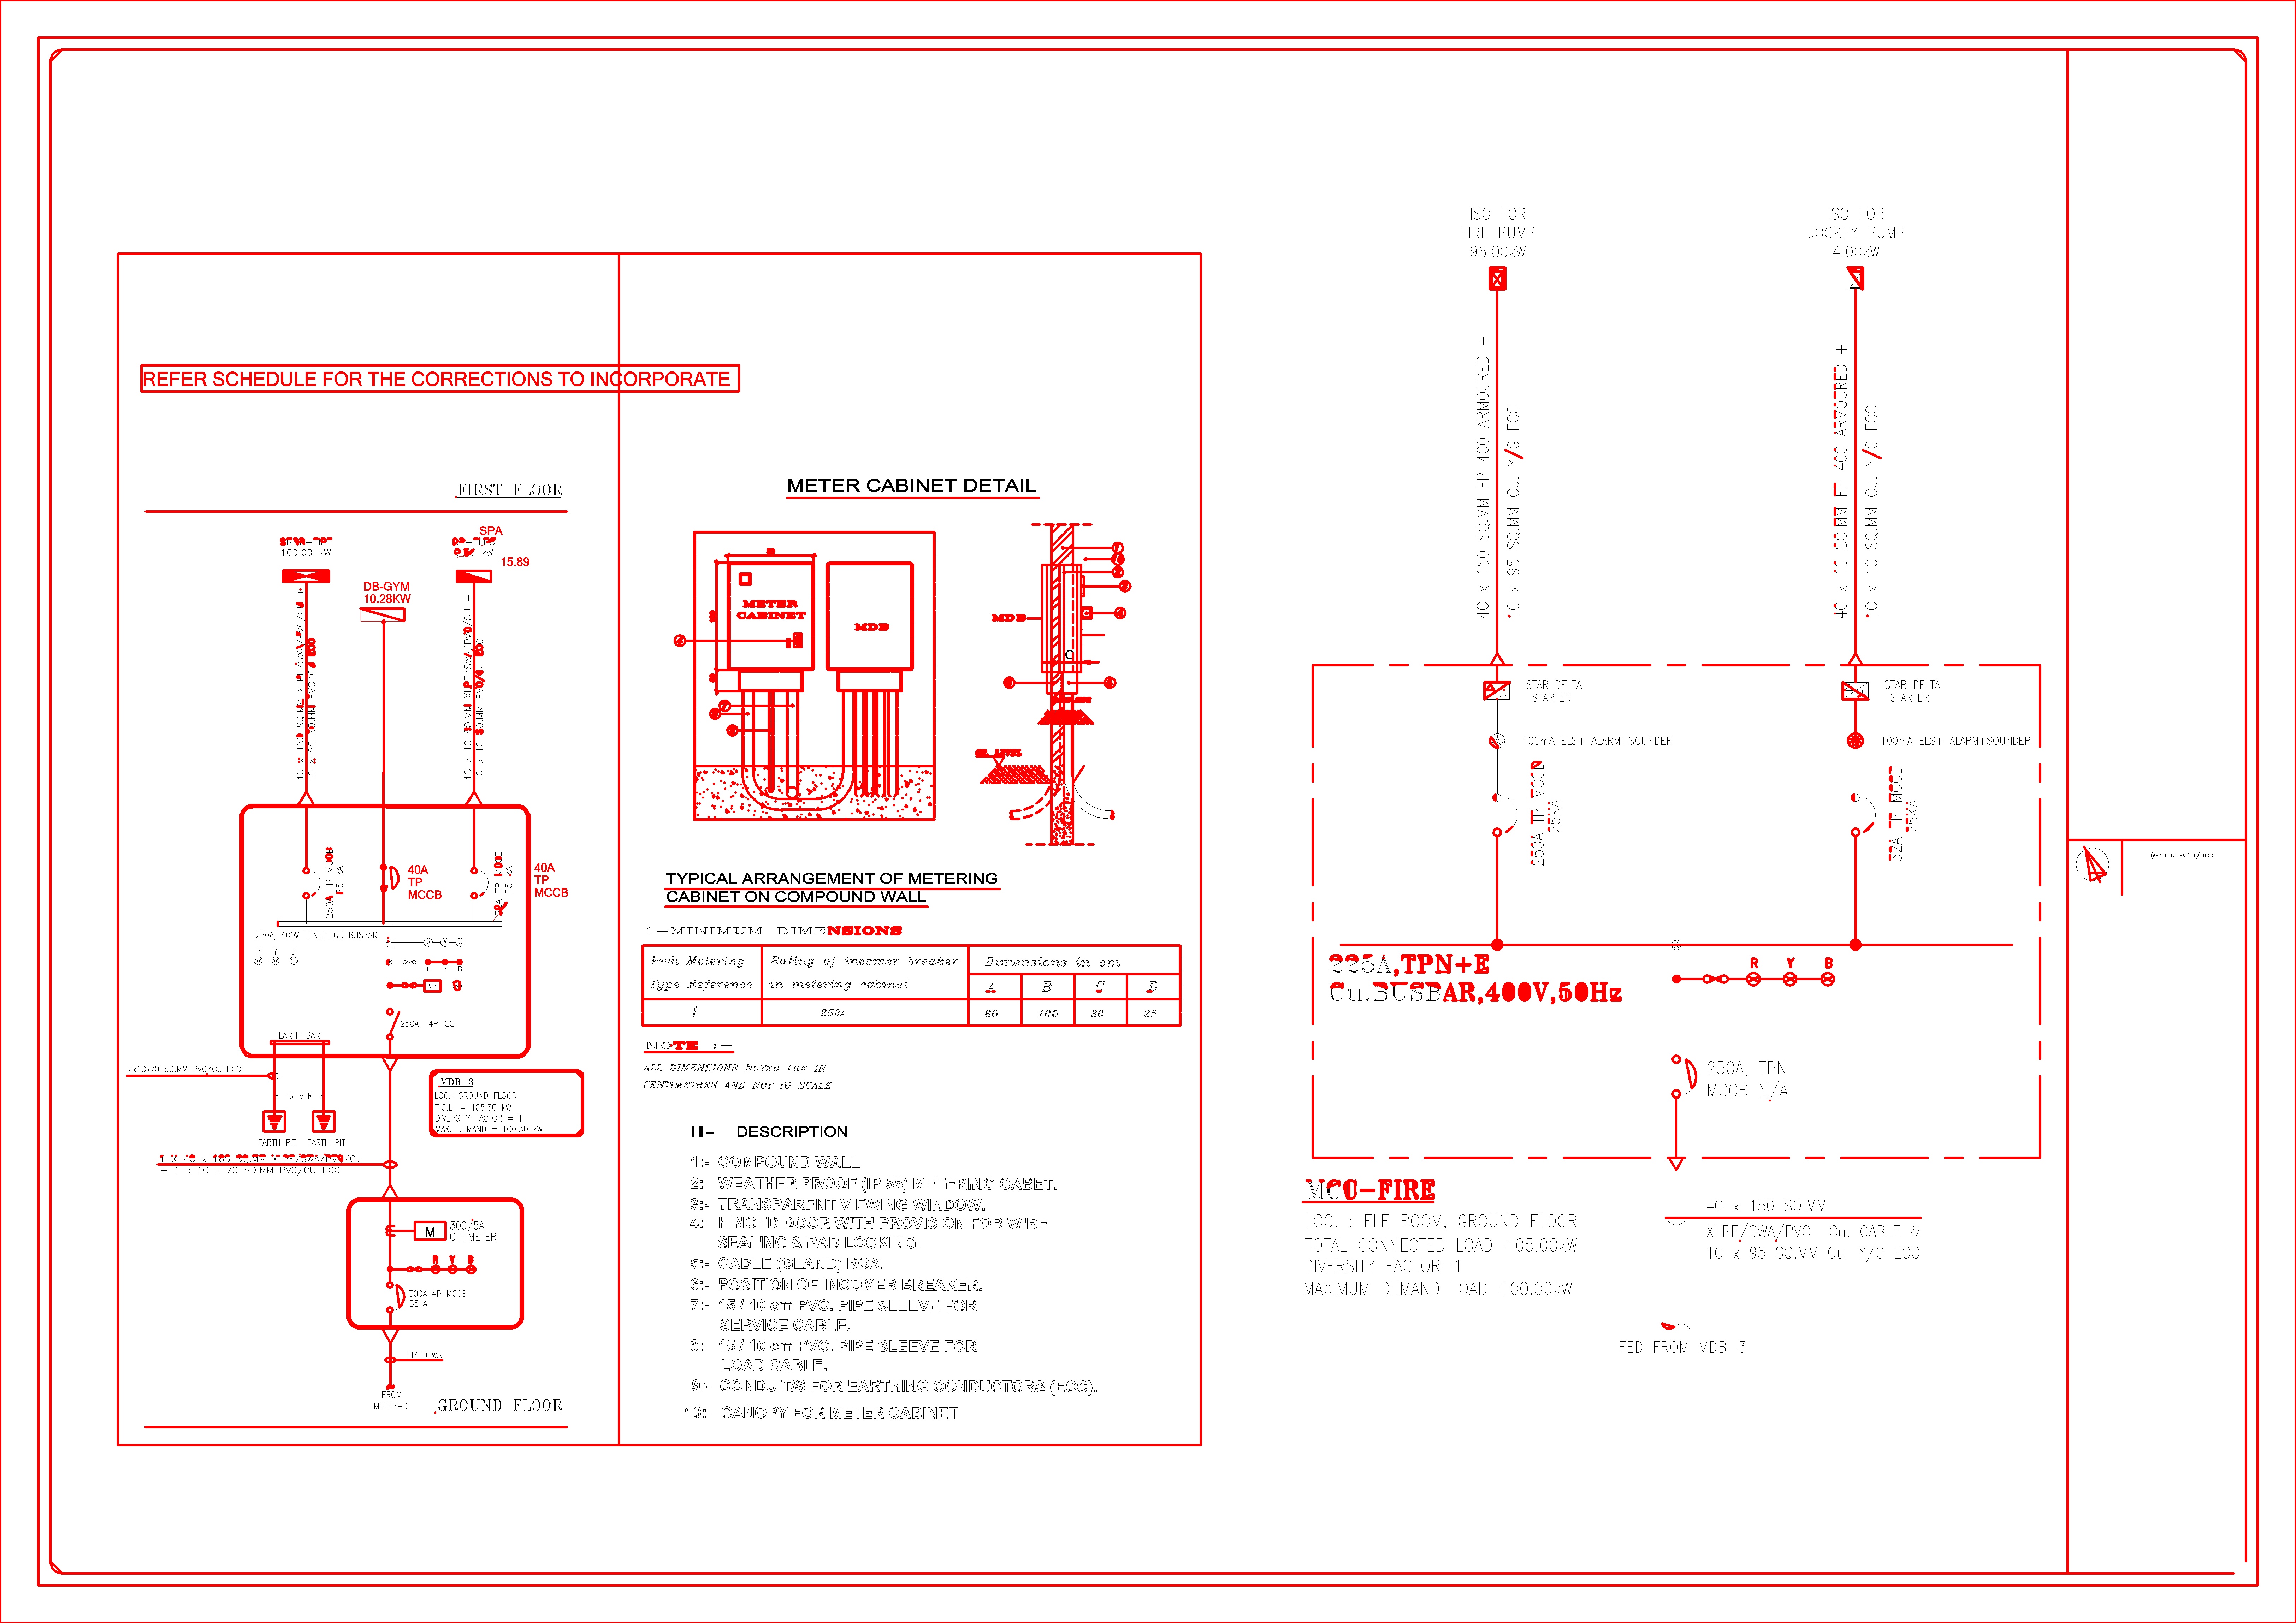 REFER SCHEDULE FOR THE CORRECTIONS TO INCORPORATE
FIRST FLOOR
100.00 kW
SPA
kW
15.89
DB-GYM
10.28KW
4C x 150 SQ.MM XLPE/SWA/PVC/CU +
1C x 95 SQ.MM PVC/CU ECC
4C x 10 SQ.MM XLPE/SWA/PVC/CU +
1C x 10 SQ.MM PVC/CU ECC
250A TP MCCB
25 kA
40A
TP
MCCB
TP MCCB
25 kA
40A
TP
MCCB
250A, 400V TPN+E CU BUSBAR
R Y B
A A A
R Y B
250A 4P ISO.
EARTH BAR
2x1Cx70 SQ.MM PVC/CU ECC
6 MTR
EARTH PIT EARTH PIT
MDB-3
LOC.: GROUND FLOOR
T.C.L. = 105.30 kW
DIVERSITY FACTOR = 1
MAX. DEMAND = 100.30 kW
1 X 4C x 185 SQ.MM XLPE/SWA/PVC/CU
+ 1 x 1C x 70 SQ.MM PVC/CU ECC
M
300/5A
CT+METER
R Y B
300A 4P MCCB
35kA
BY DEWA
FROM
METER-3
GROUND FLOOR
METER CABINET DETAIL
METER
CABINET
MDB
MDB
C
GR. LEVEL
TYPICAL ARRANGEMENT OF METERING
CABINET ON COMPOUND WALL
1-MINIMUM DIMENSIONS
kwh Metering Rating of incomer breaker Dimensions in cm
Type Reference in metering cabinet A B C D
1 250A 80 100 30 25
NOTE :-
ALL DIMENSIONS NOTED ARE IN
CENTIMETRES AND NOT TO SCALE
II- DESCRIPTION
1:- COMPOUND WALL
2:- WEATHER PROOF (IP 55) METERING CABET.
3:- TRANSPARENT VIEWING WINDOW.
4:- HINGED DOOR WITH PROVISION FOR WIRE
SEALING & PAD LOCKING.
5:- CABLE (GLAND) BOX.
6:- POSITION OF INCOMER BREAKER.
7:- 15 / 10 cm PVC. PIPE SLEEVE FOR
SERVICE CABLE.
8:- 15 / 10 cm PVC. PIPE SLEEVE FOR
LOAD CABLE.
9:- CONDUIT/S FOR EARTHING CONDUCTORS (ECC).
10:- CANOPY FOR METER CABINET
ISO FOR
FIRE PUMP
96.00kW
ISO FOR
JOCKEY PUMP
4.00kW
4C x 150 SQ.MM FP 400 ARMOURED +
1C x 95 SQ.MM Cu. Y/G ECC
4C x 10 SQ.MM FP 400 ARMOURED +
1C x 10 SQ.MM Cu. Y/G ECC
STAR DELTA
STARTER
STAR DELTA
STARTER
100mA ELS+ ALARM+SOUNDER
100mA ELS+ ALARM+SOUNDER
250A TP MCCB
25KA
32A TP MCCB
25KA
225A,TPN+E
Cu.BUSBAR,400V,50Hz
R Y B
250A, TPN
MCCB N/A
MCC-FIRE
LOC. : ELE ROOM, GROUND FLOOR
TOTAL CONNECTED LOAD=105.00kW
DIVERSITY FACTOR=1
MAXIMUM DEMAND LOAD=100.00kW
4C x 150 SQ.MM
XLPE/SWA/PVC Cu. CABLE &
1C x 95 SQ.MM Cu. Y/G ECC
FED FROM MDB-3